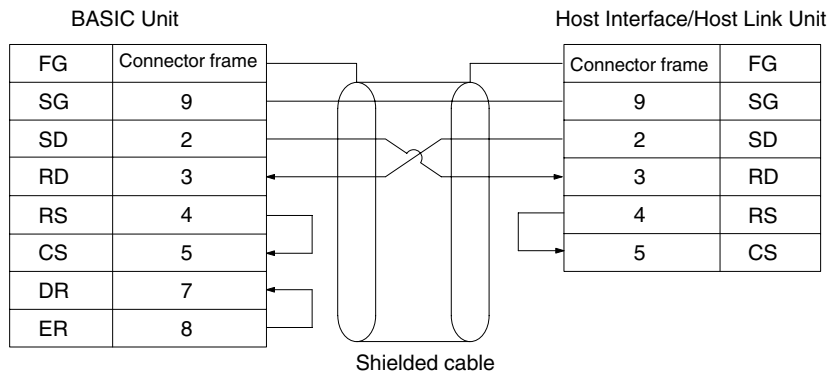 BASIC Unit
Host Interface/Host Link Unit
FG Connector frame
SG 9
SD 2
RD 3
RS 4
CS 5
DR 7
ER 8
Connector frame FG
9 SG
2 SD
3 RD
4 RS
5 CS
Shielded cable